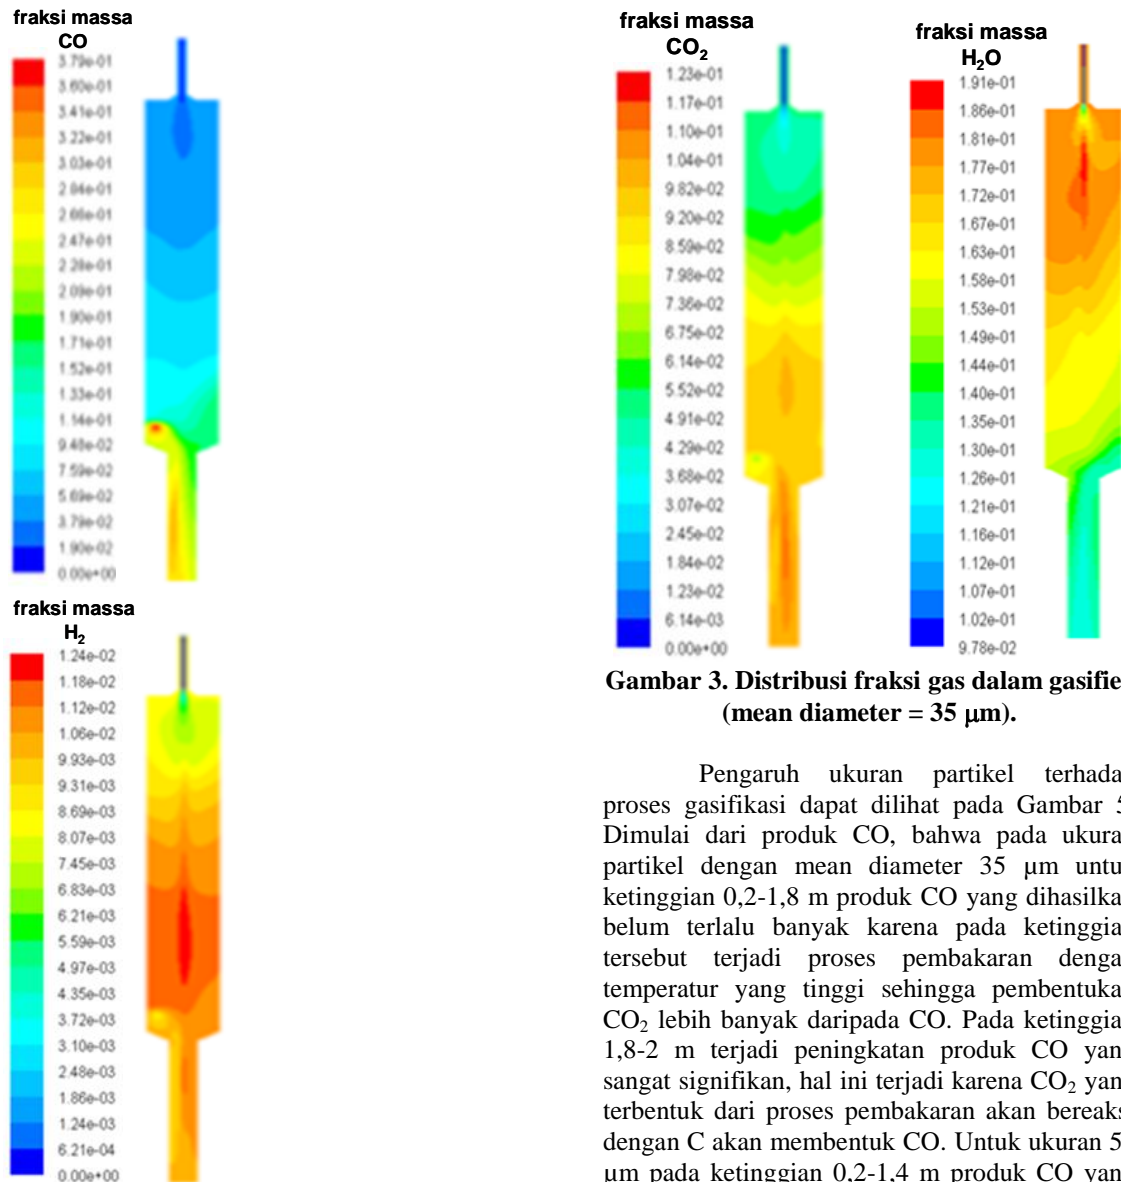 fraksi massa
CO
3.79e-01
3.60e-01
3.41e-01
3.22e-01
3.03e-01
2.84e-01
2.66e-01
2.47e-01
2.28e-01
2.09e-01
1.90e-01
1.71e-01
1.52e-01
1.33e-01
1.14e-01
9.48e-02
7.59e-02
5.69e-02
3.79e-02
1.90e-02
0.00e+00
fraksi massa
H2
1.24e-02
1.18e-02
1.12e-02
1.06e-02
9.93e-03
9.31e-03
8.69e-03
8.07e-03
7.45e-03
6.83e-03
6.21e-03
5.59e-03
4.97e-03
4.35e-03
3.72e-03
3.10e-03
2.48e-03
1.86e-03
1.24e-03
6.21e-04
0.00e+00
fraksi massa
CO2
1.23e-01
1.17e-01
1.10e-01
1.04e-01
9.82e-02
9.20e-02
8.59e-02
7.98e-02
7.36e-02
6.75e-02
6.14e-02
5.52e-02
4.91e-02
4.29e-02
3.68e-02
3.07e-02
2.45e-02
1.84e-02
1.23e-02
6.14e-03
0.00e+00
fraksi massa
H2O
1.91e-01
1.86e-01
1.81e-01
1.77e-01
1.72e-01
1.67e-01
1.63e-01
1.58e-01
1.53e-01
1.49e-01
1.44e-01
1.40e-01
1.35e-01
1.30e-01
1.26e-01
1.21e-01
1.16e-01
1.12e-01
1.07e-01
1.02e-01
9.78e-02
Gambar 3. Distribusi fraksi gas dalam gasifie
(mean diameter = 35 µm).
Pengaruh ukuran partikel terhada
proses gasifikasi dapat dilihat pada Gambar 5
Dimulai dari produk CO, bahwa pada ukura
partikel dengan mean diameter 35 µm untu
ketinggian 0,2-1,8 m produk CO yang dihasilka
belum terlalu banyak karena pada ketinggia
tersebut terjadi proses pembakaran denga
temperatur yang tinggi sehingga pembentuka
CO2 lebih banyak daripada CO. Pada ketinggia
1,8-2 m terjadi peningkatan produk CO yan
sangat signifikan, hal ini terjadi karena CO2 yan
terbentuk dari proses pembakaran akan bereaks
dengan C akan membentuk CO. Untuk ukuran 5
µm pada ketinggian 0,2-1,4 m produk CO yan